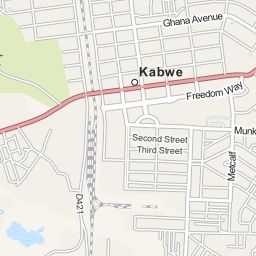 Ghana Avenue
Kabwe
Freedom Way
Second Street
Munk
Third Street
Metcalf
D421